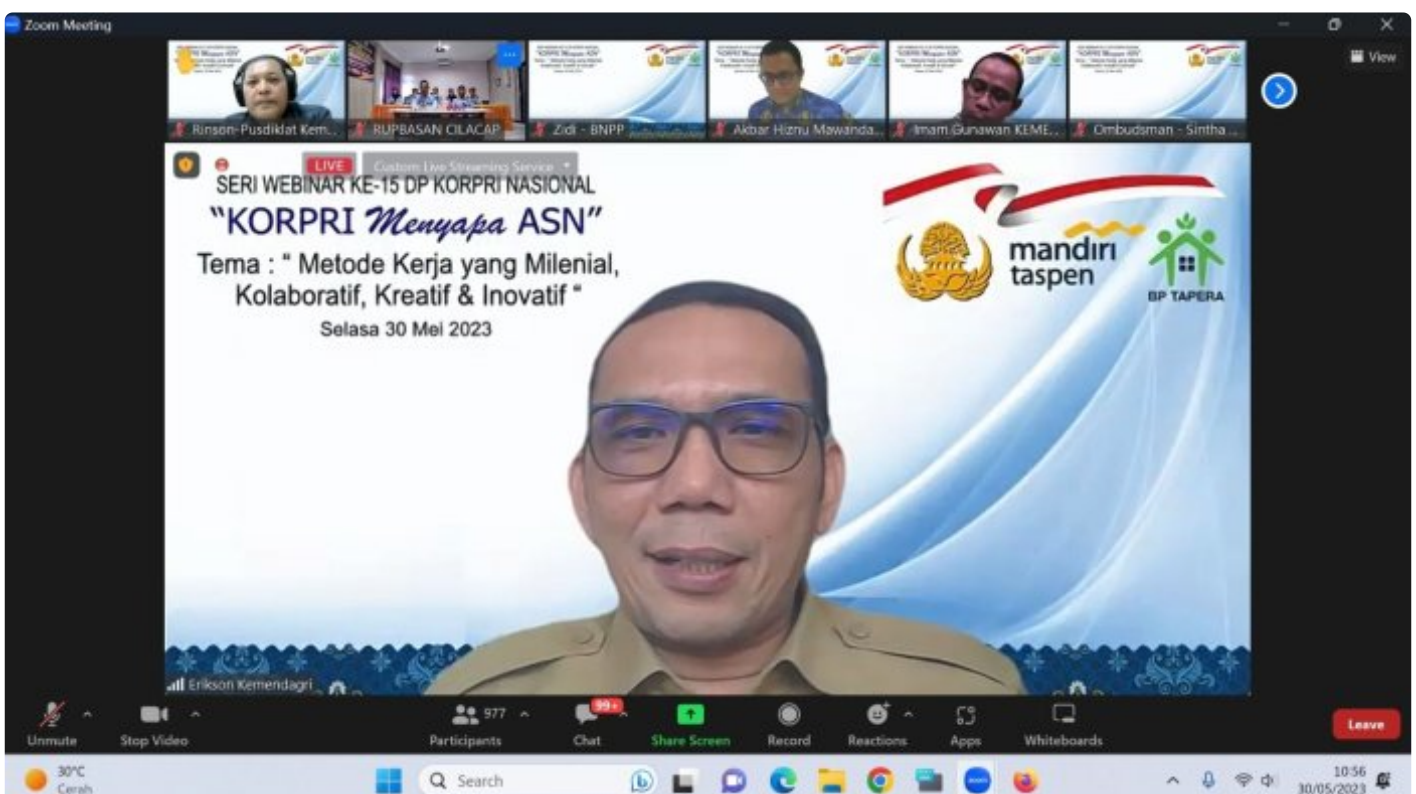 Zoom Meeting
View
Rinson-Pusdiklat Kem...
RUPBASAN CILACAP
Zidi - BNPP
Akbar Hiznu Mawanda...
Imam Gunawan KEME...
Ombudsman - Sintha ...
LIVE
Custom Live Streaming Service
SERI WEBINAR KE-15 DP KORPRI NASIONAL
"KORPRI Menyapa ASN"
Tema : " Metode Kerja yang Milenial,
Kolaboratif, Kreatif & Inovatif "
Selasa 30 Mei 2023
mandiri
taspen
BP TAPERA
Erikson Kemendagri
Unmute
Stop Video
977
Participants
99+
Chat
Share Screen
Record
Reactions
Apps
Whiteboards
Leave
30°C
Cerah
Search
zoom
10:56
30/05/2023